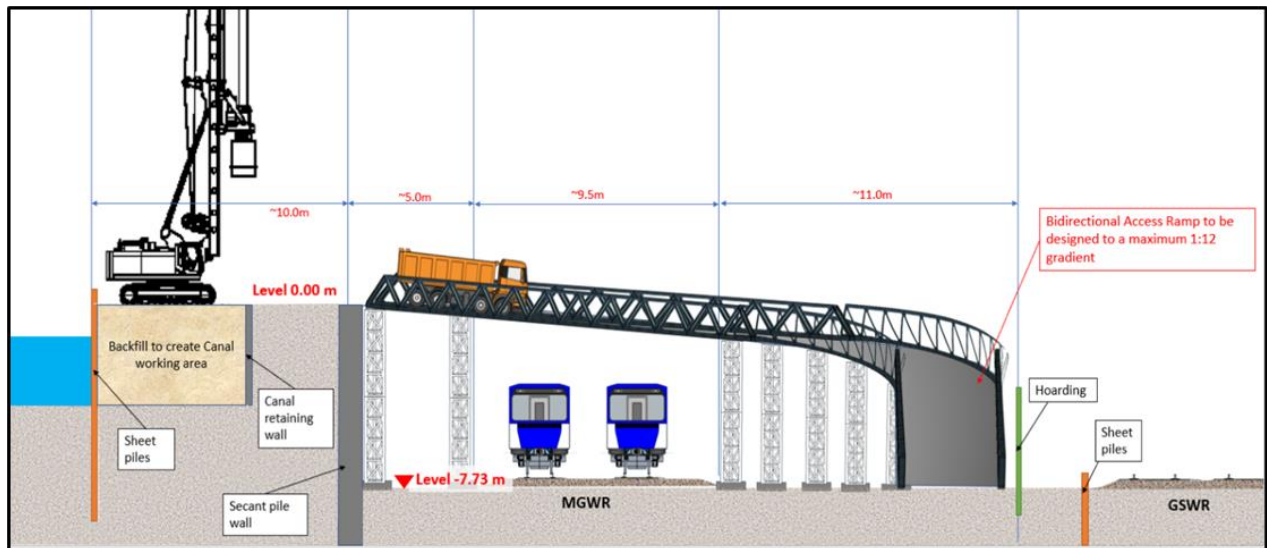 ~10.0m
~5.0m
~9.5m
~11.0m
Bidirectional Access Ramp to be
designed to a maximum 1:12
gradient
Level 0.00 m
Backfill to create Canal
working area
Canal
retaining
wall
Sheet
piles
Secant pile
wall
Level -7.73 m
MGWR
Hoarding
Sheet
piles
GSWR